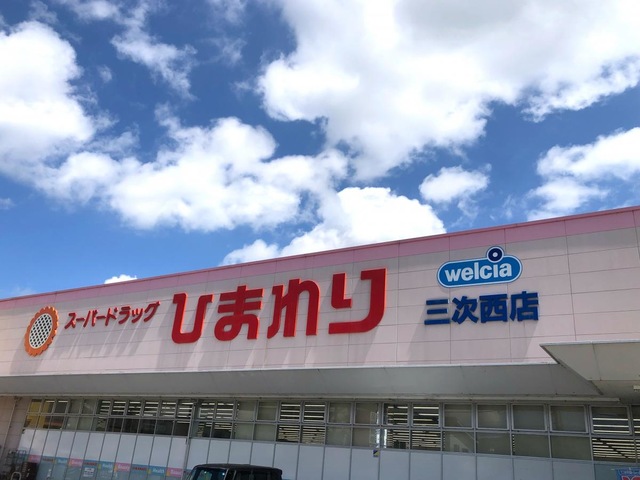 スーパードラッグ
ひまわり
welcia
三次西店